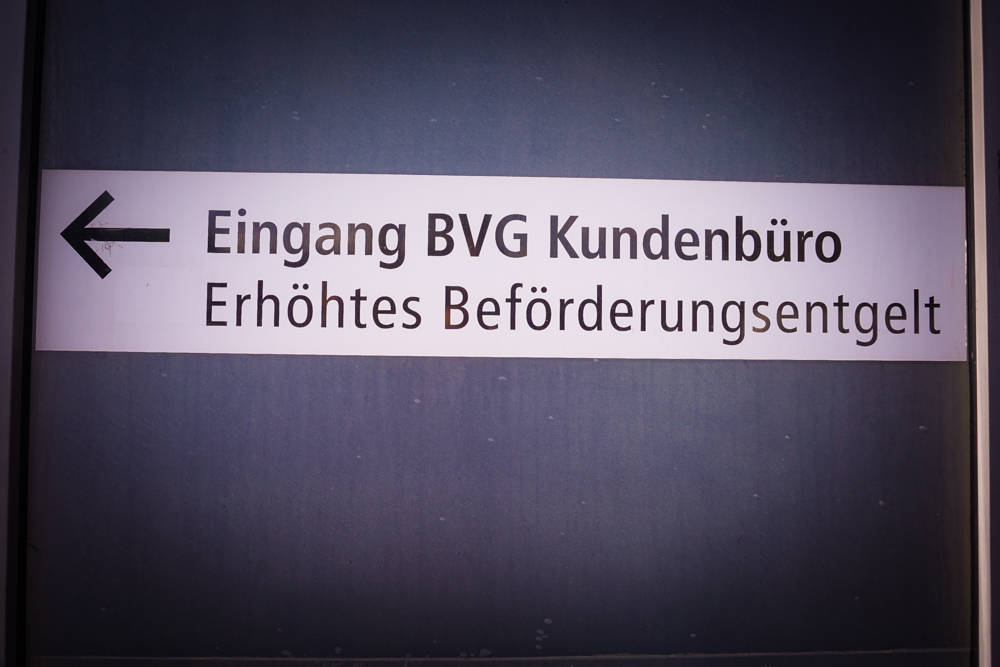 Eingang BVG Kundenbüro
Erhöhtes Beförderungsentgelt